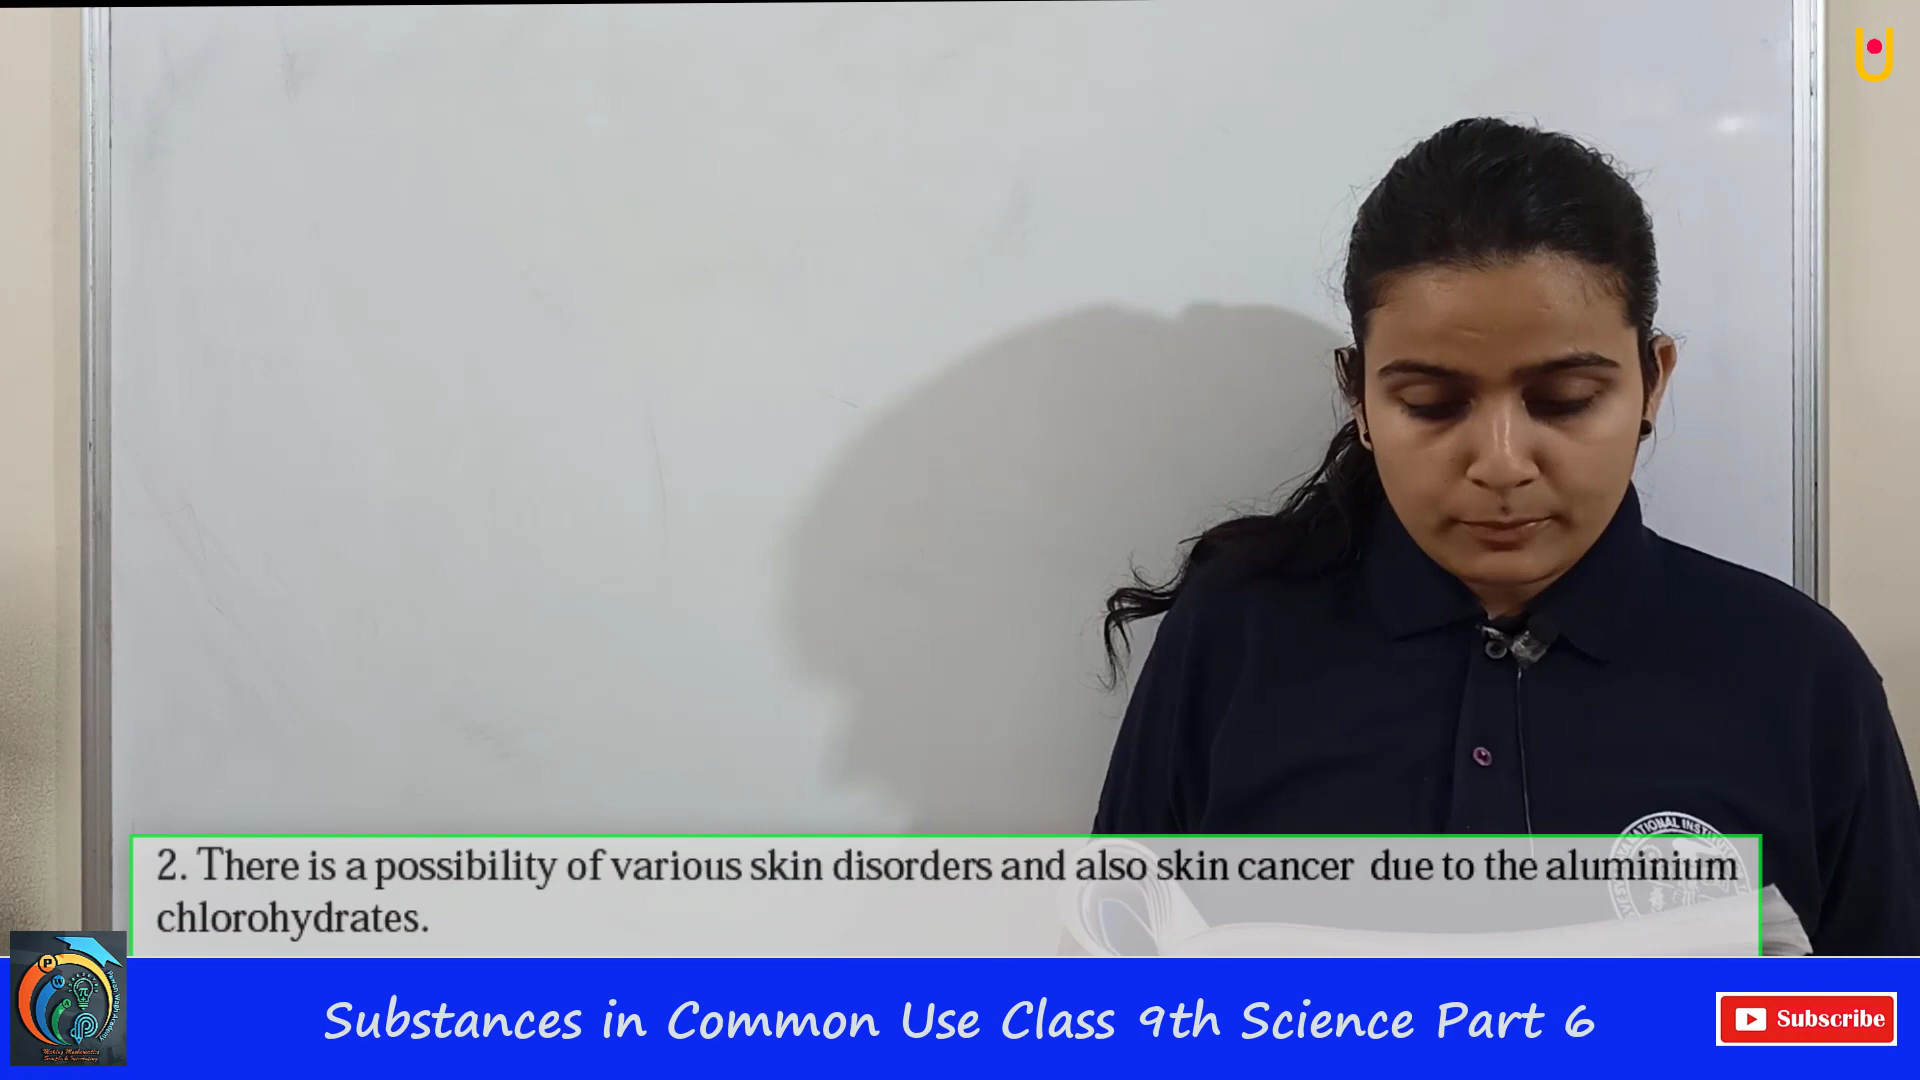 2. There is a possibility of various skin disorders and also skin cancer due to the aluminium
chlorohydrates.
Substances in Common Use Class 9th Science Part 6
Subscribe